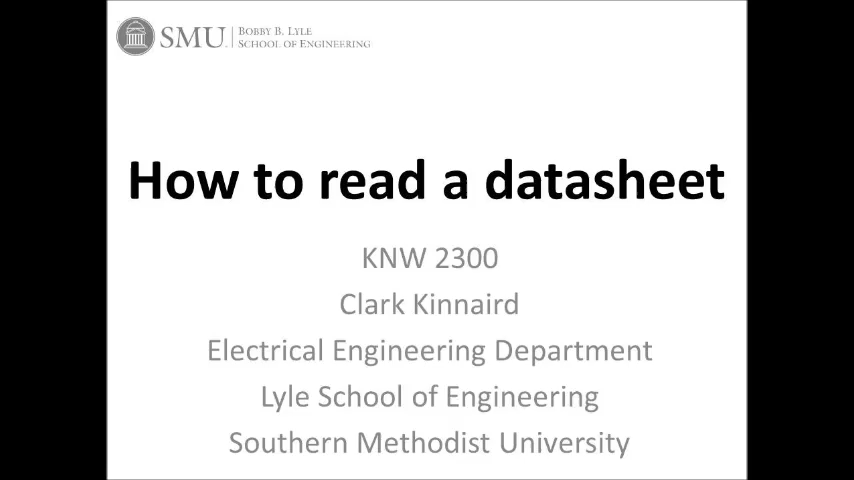 SMU
BOBBY B. LYLE
SCHOOL OF ENGINEERING
How to read a datasheet
KNW 2300
Clark Kinnaird
Electrical Engineering Department
Lyle School of Engineering
Southern Methodist University